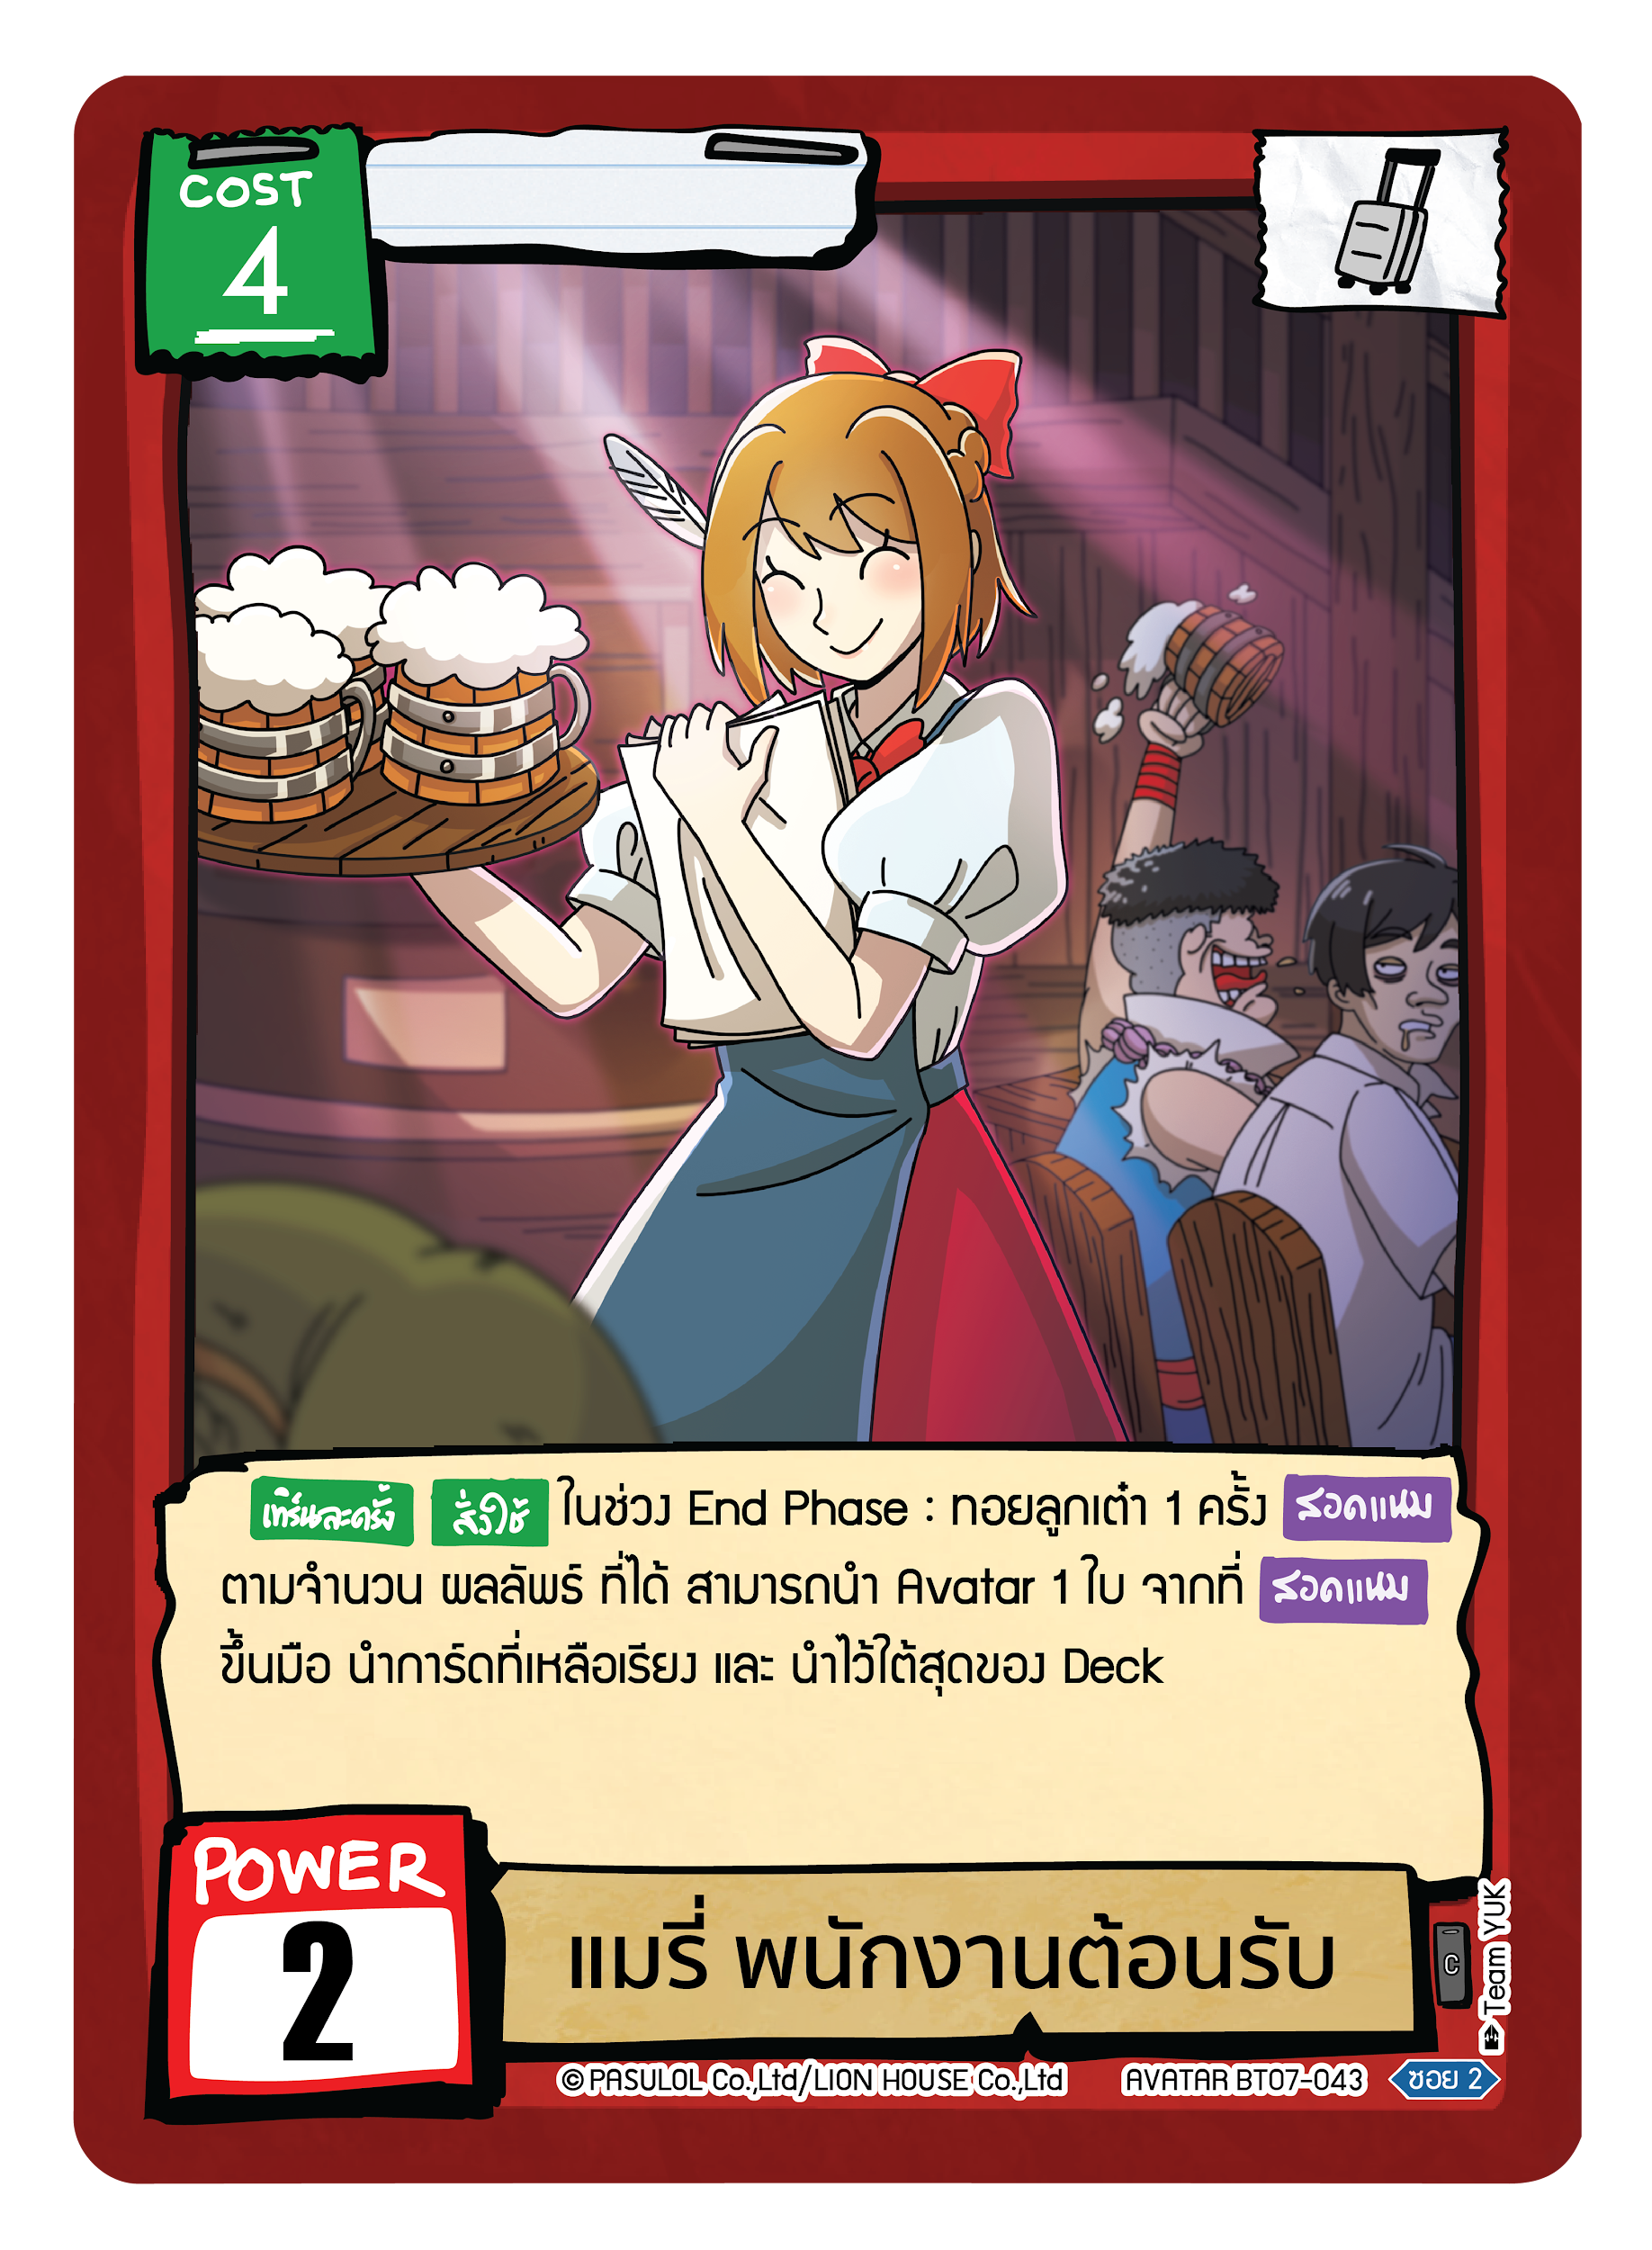 COST
4
เทิร์นละครั้ง สั่งใช้ ในช่วง End Phase : ทอยลูกเต๋า 1 ครั้ง สอดแนม
ตามจำนวน ผลลัพธ์ ที่ได้ สามารถนำ Avatar 1 ใบ จากที่ สอดแนม
ขึ้นมือ นำการ์ดที่เหลือเรียง และ นำไว้ใต้สุดของ Deck
POWER
2
แมรี่ พนักงานต้อนรับ
C
Team YUK
© PASULOL Co.,Ltd/LION HOUSE Co.,Ltd AVATAR BT07-043 ซอย 2